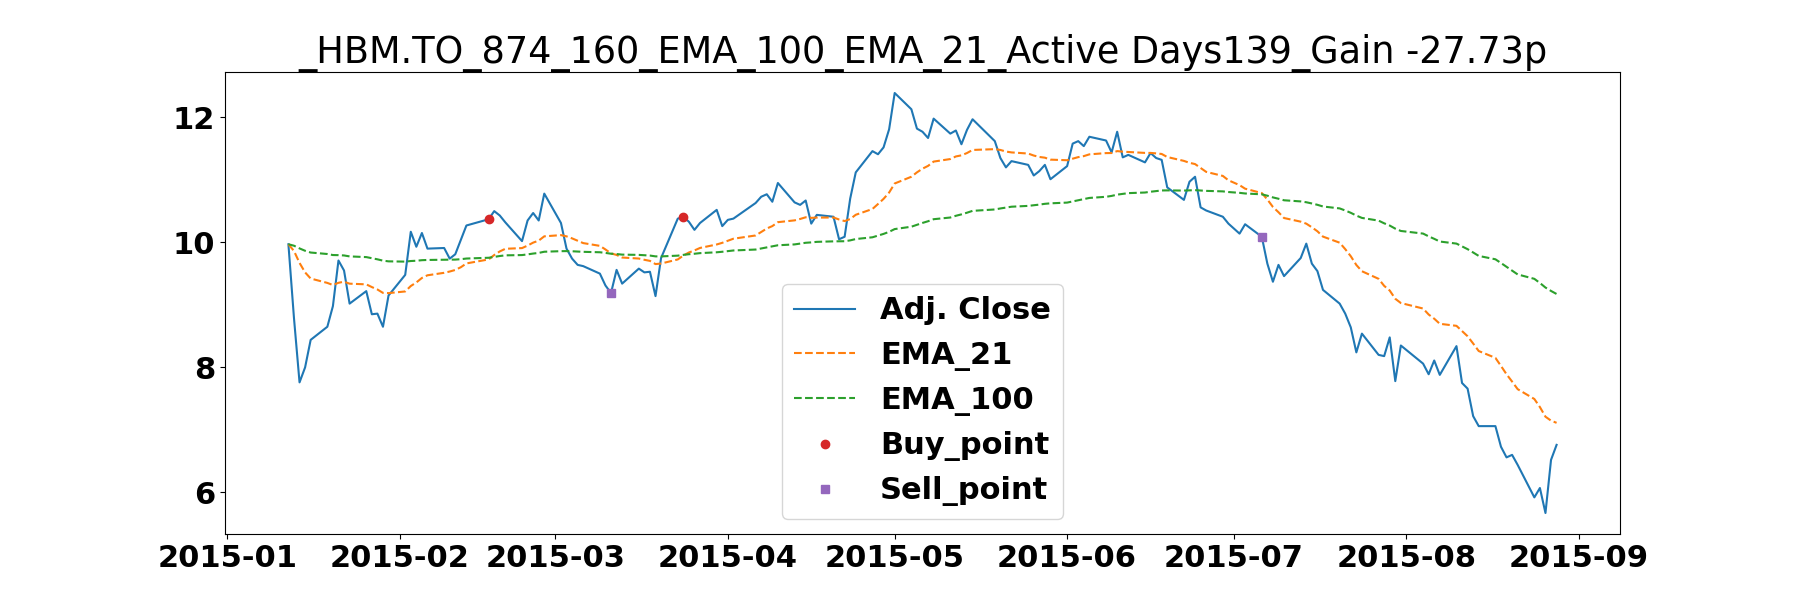 _HBM.TO_874_160_EMA_100_EMA_21_Active Days139_Gain -27.73p
12
10
8
6
Adj. Close
EMA_21
EMA_100
Buy_point
Sell_point
2015-01 2015-02 2015-03 2015-04 2015-05 2015-06 2015-07 2015-08 2015-09